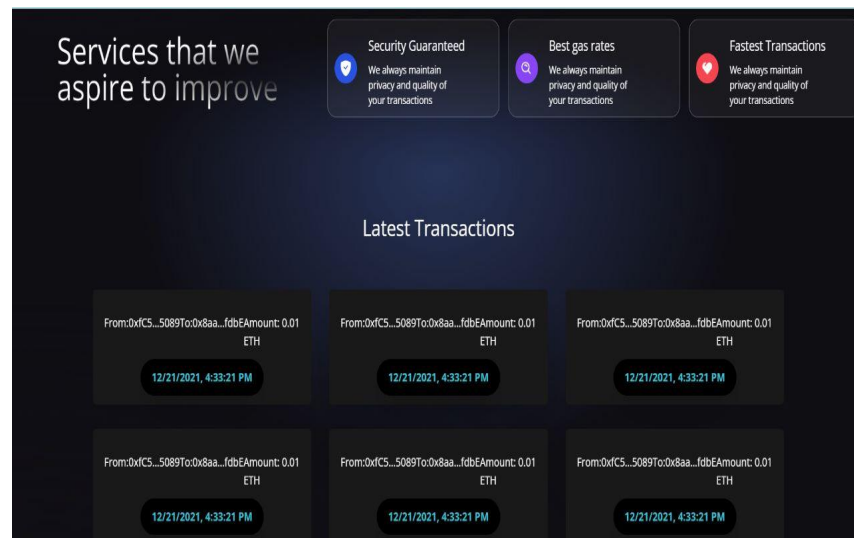 Services that we
aspire to improve
Security Guaranteed
We always maintain
privacy and quality of
your transactions
Best gas rates
We always maintain
privacy and quality of
your transactions
Fastest Transactions
We always maintain
privacy and quality of
your transactions
Latest Transactions
From:0xfC5...5089To:0x8aa...fdbEAmount: 0.01
ETH
12/21/2021, 4:33:21 PM
From:0xfC5...5089To:0x8aa...fdbEAmount: 0.01
ETH
12/21/2021, 4:33:21 PM
From:0xfC5...5089To:0x8aa...fdbEAmount: 0.01
ETH
12/21/2021, 4:33:21 PM
From:0xfC5...5089To:0x8aa...fdbEAmount: 0.01
ETH
12/21/2021, 4:33:21 PM
From:0xfC5...5089To:0x8aa...fdbEAmount: 0.01
ETH
12/21/2021, 4:33:21 PM
From:0xfC5...5089To:0x8aa...fdbEAmount: 0.01
ETH
12/21/2021, 4:33:21 PM